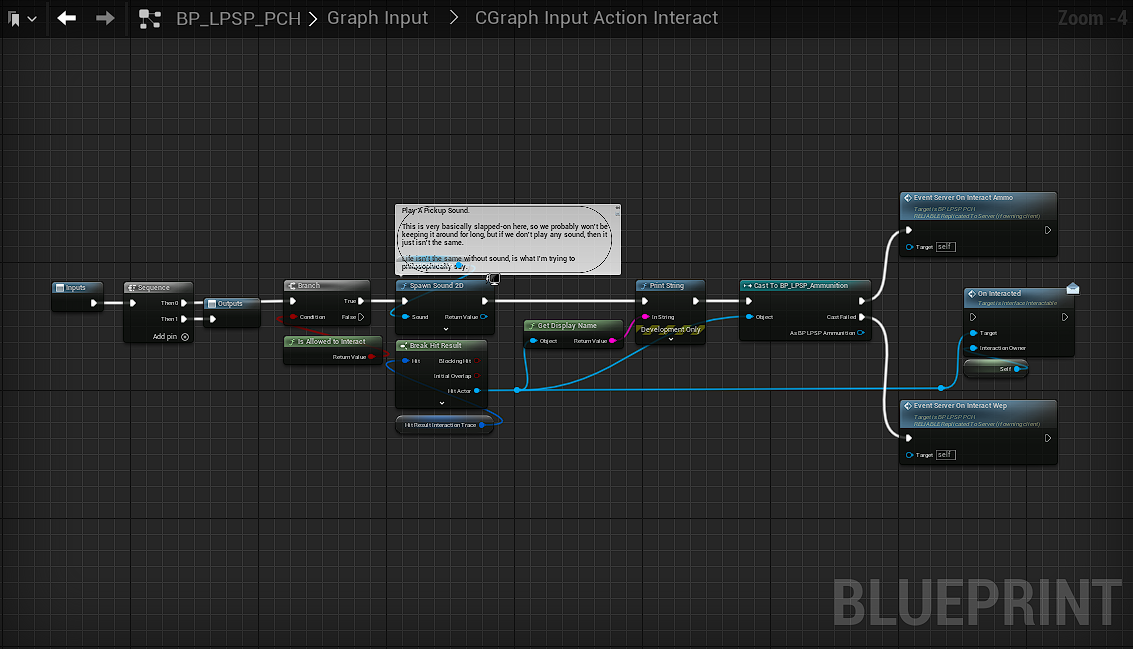 BP_LPSP_PCH > Graph Input > CGraph Input Action Interact
Zoom -4
Play A Pickup Sound.
This is very basically slapped-on here, so we probably won't be
keeping it around for long, but if we don't play any sound, then it
just isn't the same.
Life isn't the same without sound, is what I'm trying to
philosophically say.
Event Server On Interact Ammo
Target is BP LPSP PCH
RELIABLE Replicated To Server (if owning client)
Target self
Inputs
Sequence
Then 0
Then 1
Add pin
Outputs
Branch
True
Condition
False
Is Allowed to Interact
Return Value
Spawn Sound 2D
Sound
Return Value
Break Hit Result
Hit
Blocking Hit
Initial Overlap
Hit Actor
Hit Result Interaction Trace
Get Display Name
Object
Return Value
Print String
In String
Development Only
Cast To BP_LPSP_Ammunition
Object
Cast Failed
As BP LPSP Ammunition
On Interacted
Target is Interface Interactable
Target
Interaction Owner
Self
Event Server On Interact Wep
Target is BP LPSP PCH
RELIABLE Replicated To Server (if owning client)
Target self
BLUEPRINT